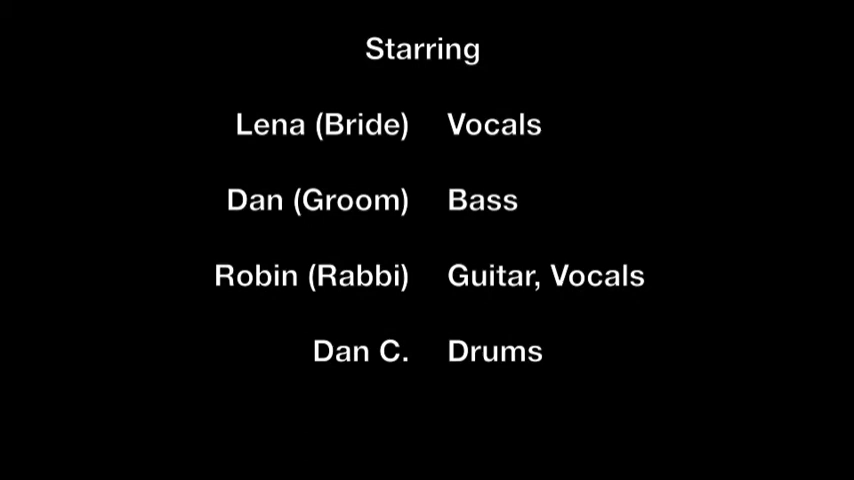 Starring
Lena (Bride) Vocals
Dan (Groom) Bass
Robin (Rabbi) Guitar, Vocals
Dan C. Drums